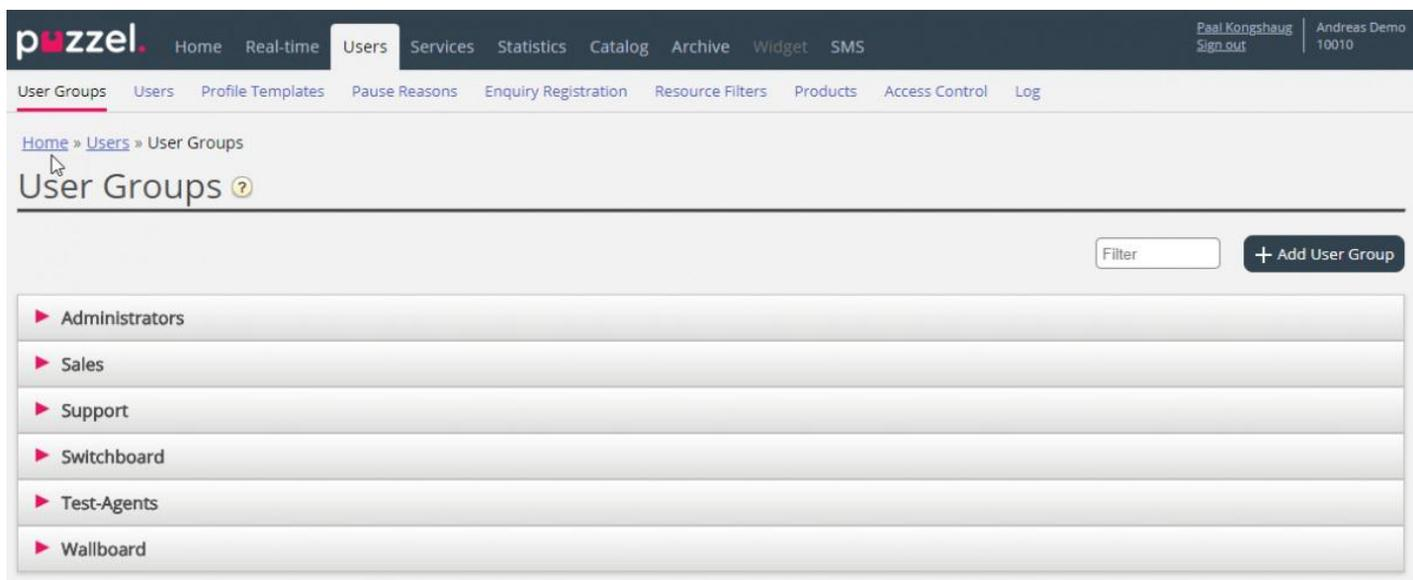 puzzel. Home Real-time Users Services Statistics Catalog Archive Widget SMS
Paal Kongshaug
Sign out
Andreas Demo
10010
User Groups Users Profile Templates Pause Reasons Enquiry Registration Resource Filters Products Access Control Log
Home » Users » User Groups
User Groups ?
Filter + Add User Group
Administrators
Sales
Support
Switchboard
Test-Agents
Wallboard